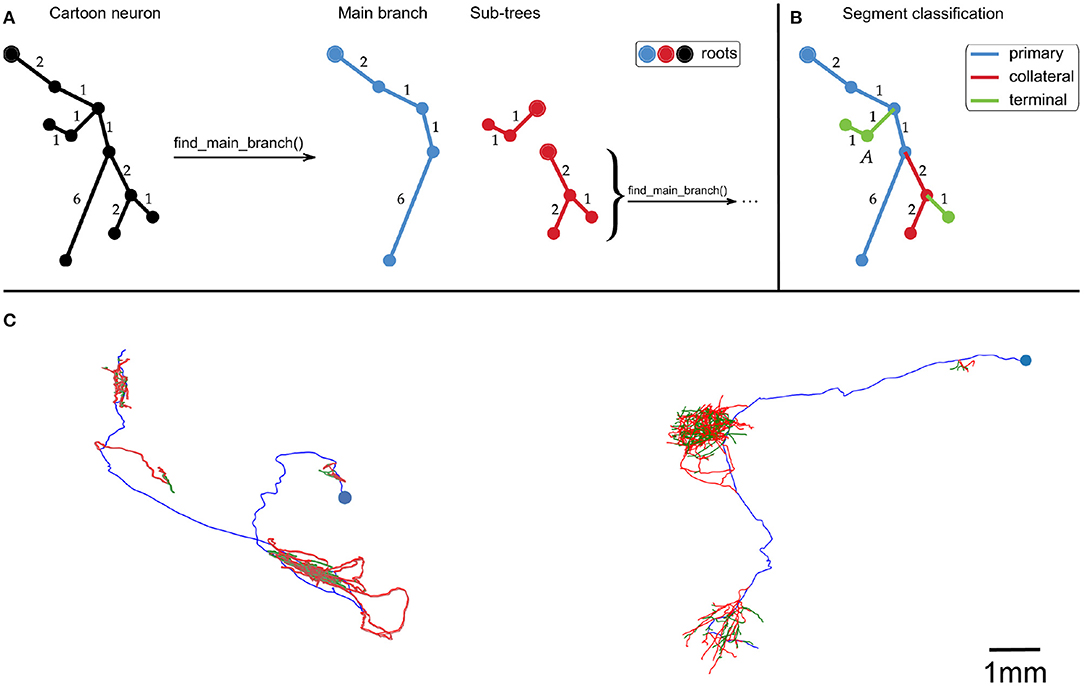 A
Cartoon neuron
Main branch
Sub-trees
B
Segment classification
roots
primary
collateral
terminal
2
1
1
1
1
2
6
2
1
find_main_branch()
2
1
1
6
1
1
2
2
1
find_main_branch()
...
2
1
1
1
1
A
2
6
2
1
C
1mm